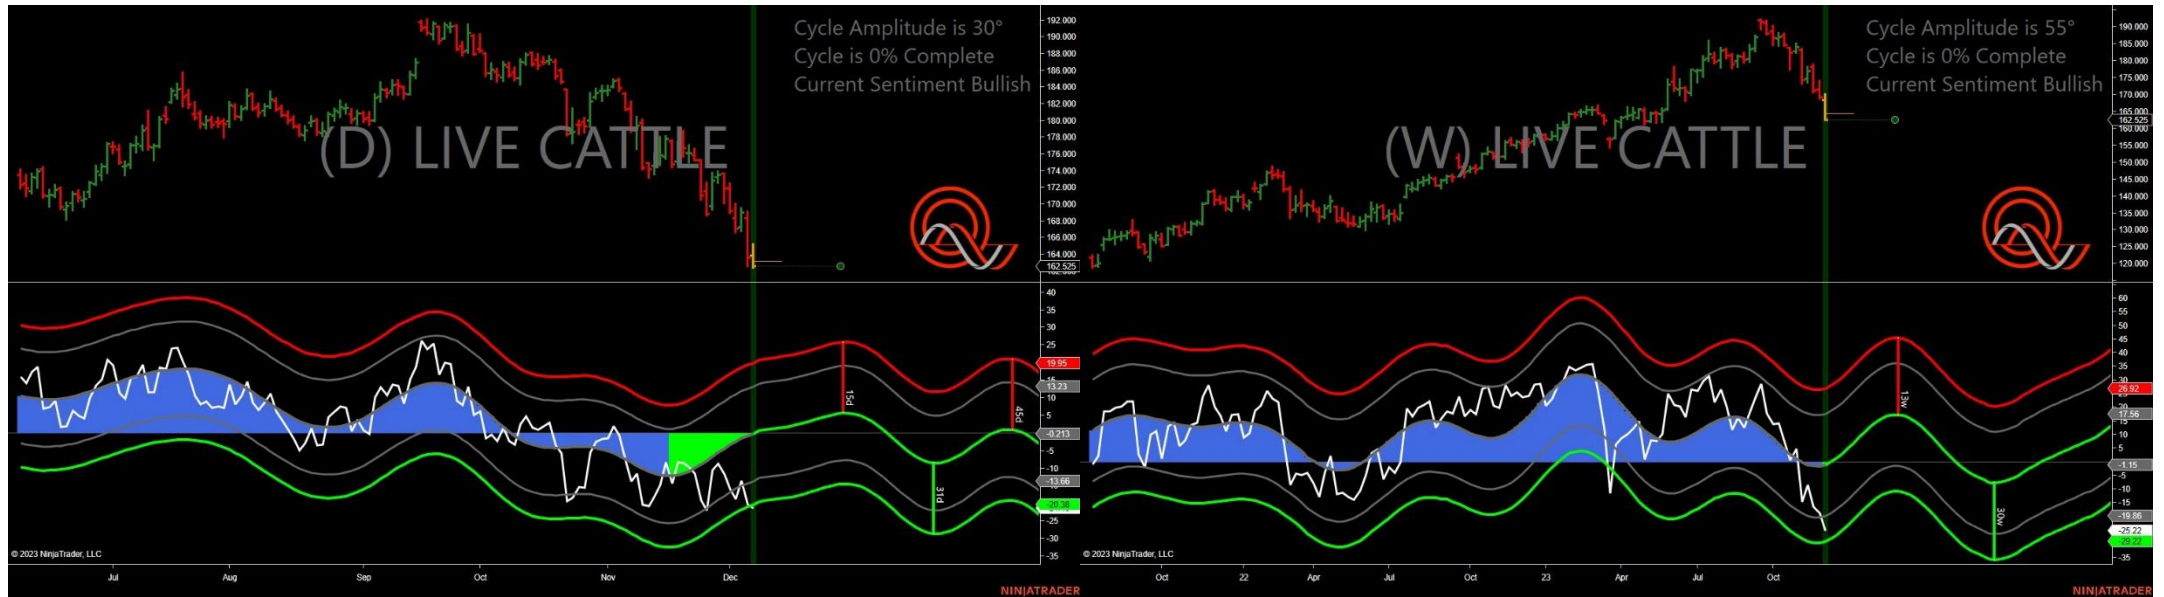 Cycle Amplitude is 30°
Cycle is 0% Complete
Current Sentiment Bullish
(D) LIVE CATTLE
192.000
190.000
188.000
186.000
184.000
182.000
180.000
178.000
176.000
174.000
172.000
170.000
168.000
166.000
164.000
162.525
40
35
30
25
19.95
13.23
10
5
-0.213
-5
-10
-13.66
-20.38
-25
-30
-35
15d
31d
45d
© 2023 NinjaTrader, LLC
Jul
Aug
Sep
Oct
Nov
Dec
NINJATRADER
Cycle Amplitude is 55°
Cycle is 0% Complete
Current Sentiment Bullish
(W) LIVE CATTLE
190.000
185.000
180.000
175.000
170.000
165.000
162.525
160.000
155.000
150.000
145.000
140.000
135.000
130.000
125.000
120.000
60
55
50
45
40
35
30
26.92
20
17.56
15
10
5
-1.15
-5
-10
-15
-19.86
-25.22
-29.22
-35
13w
30w
© 2023 NinjaTrader, LLC
Oct
22
Apr
Jul
Oct
23
Apr
Jul
Oct
NINJATRADER